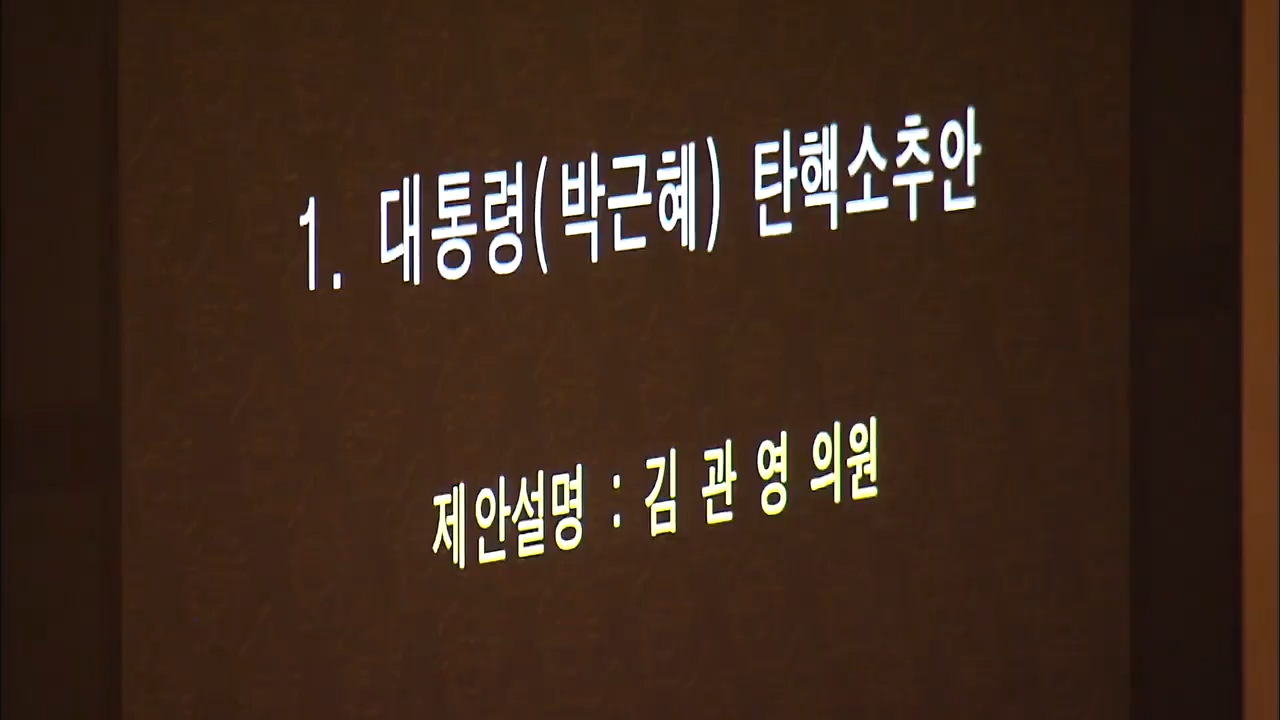 1. 대통령(박근혜) 탄핵소추안
제안설명 : 김 관 영 의원